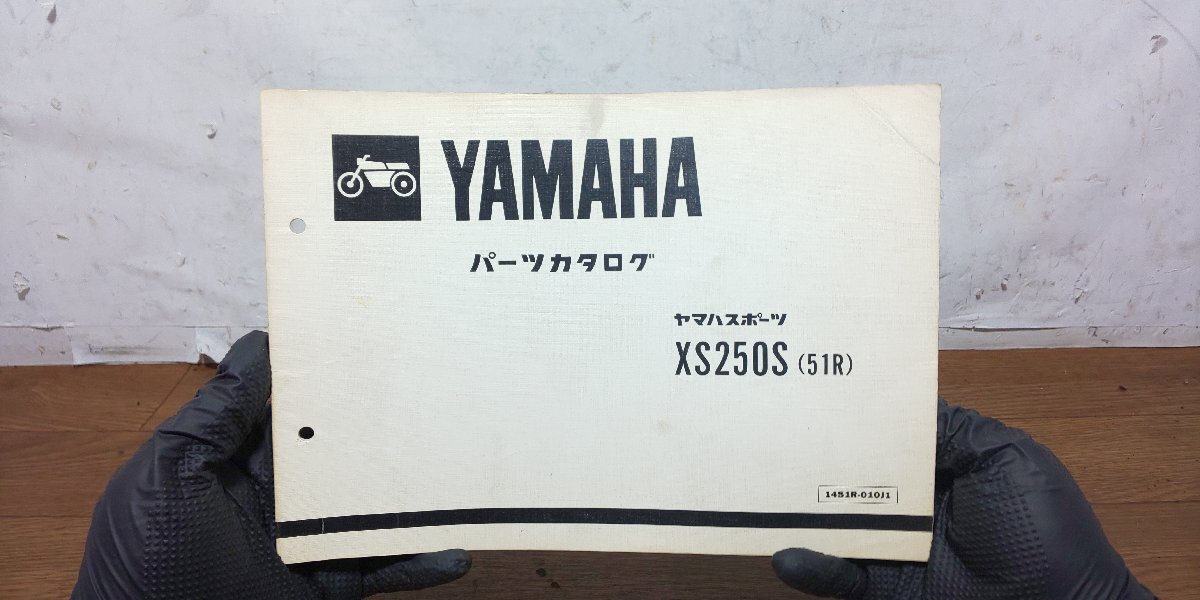 YAMAHA
パーツカタログ
ヤマハスポーツ
XS250S (51R)
1451R-010J1